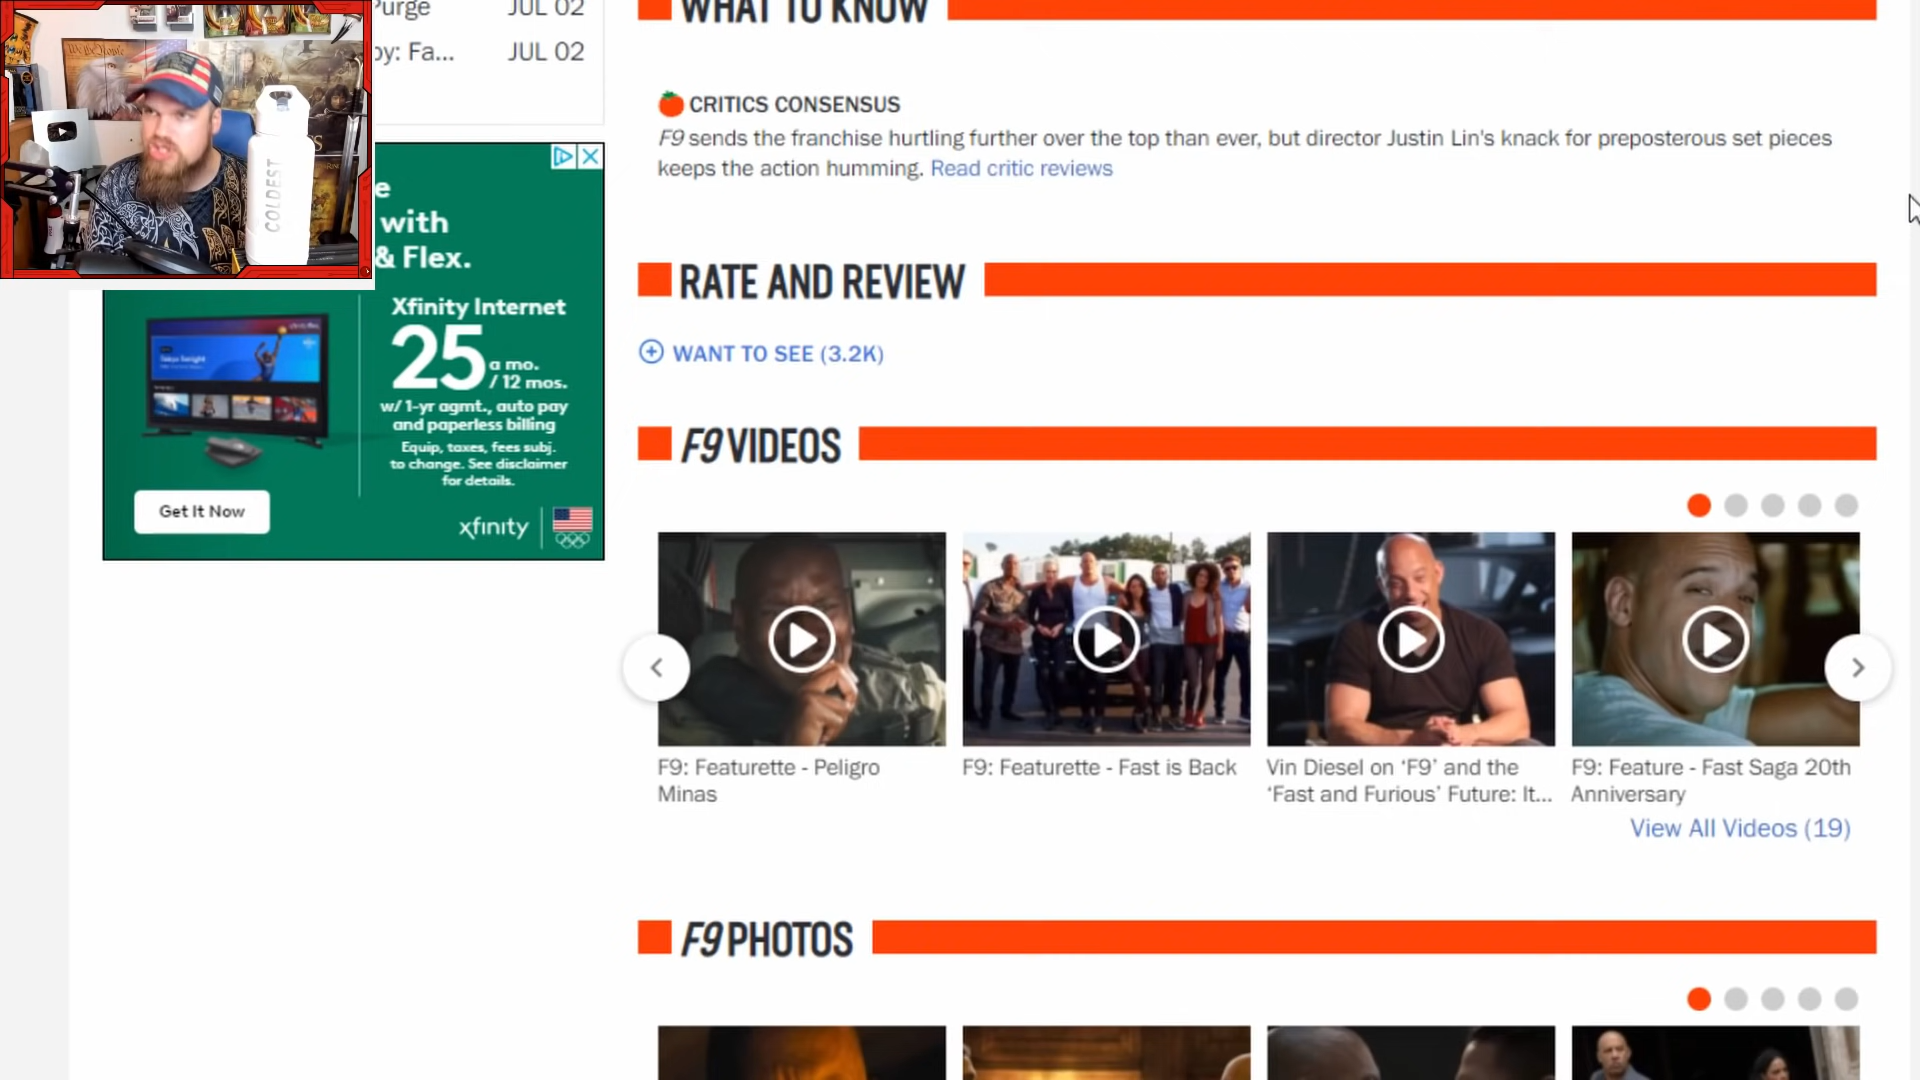 Purge JUL 02
py: Fa... JUL 02
WHAT TO KNOW
CRITICS CONSENSUS
F9 sends the franchise hurtling further over the top than ever, but director Justin Lin's knack for preposterous set pieces
keeps the action humming. Read critic reviews
We the People
COLDEST
e
with
& Flex.
Xfinity Internet
25 a mo.
/ 12 mos.
w/ 1-yr agmt., auto pay
and paperless billing
Equip, taxes, fees subj.
to change. See disclaimer
for details.
Get It Now
xfinity
RATE AND REVIEW
WANT TO SEE (3.2K)
F9 VIDEOS
F9: Featurette - Peligro
Minas
F9: Featurette - Fast is Back
Vin Diesel on ‘F9’ and the
‘Fast and Furious’ Future: It...
F9: Feature - Fast Saga 20th
Anniversary
View All Videos (19)
F9 PHOTOS